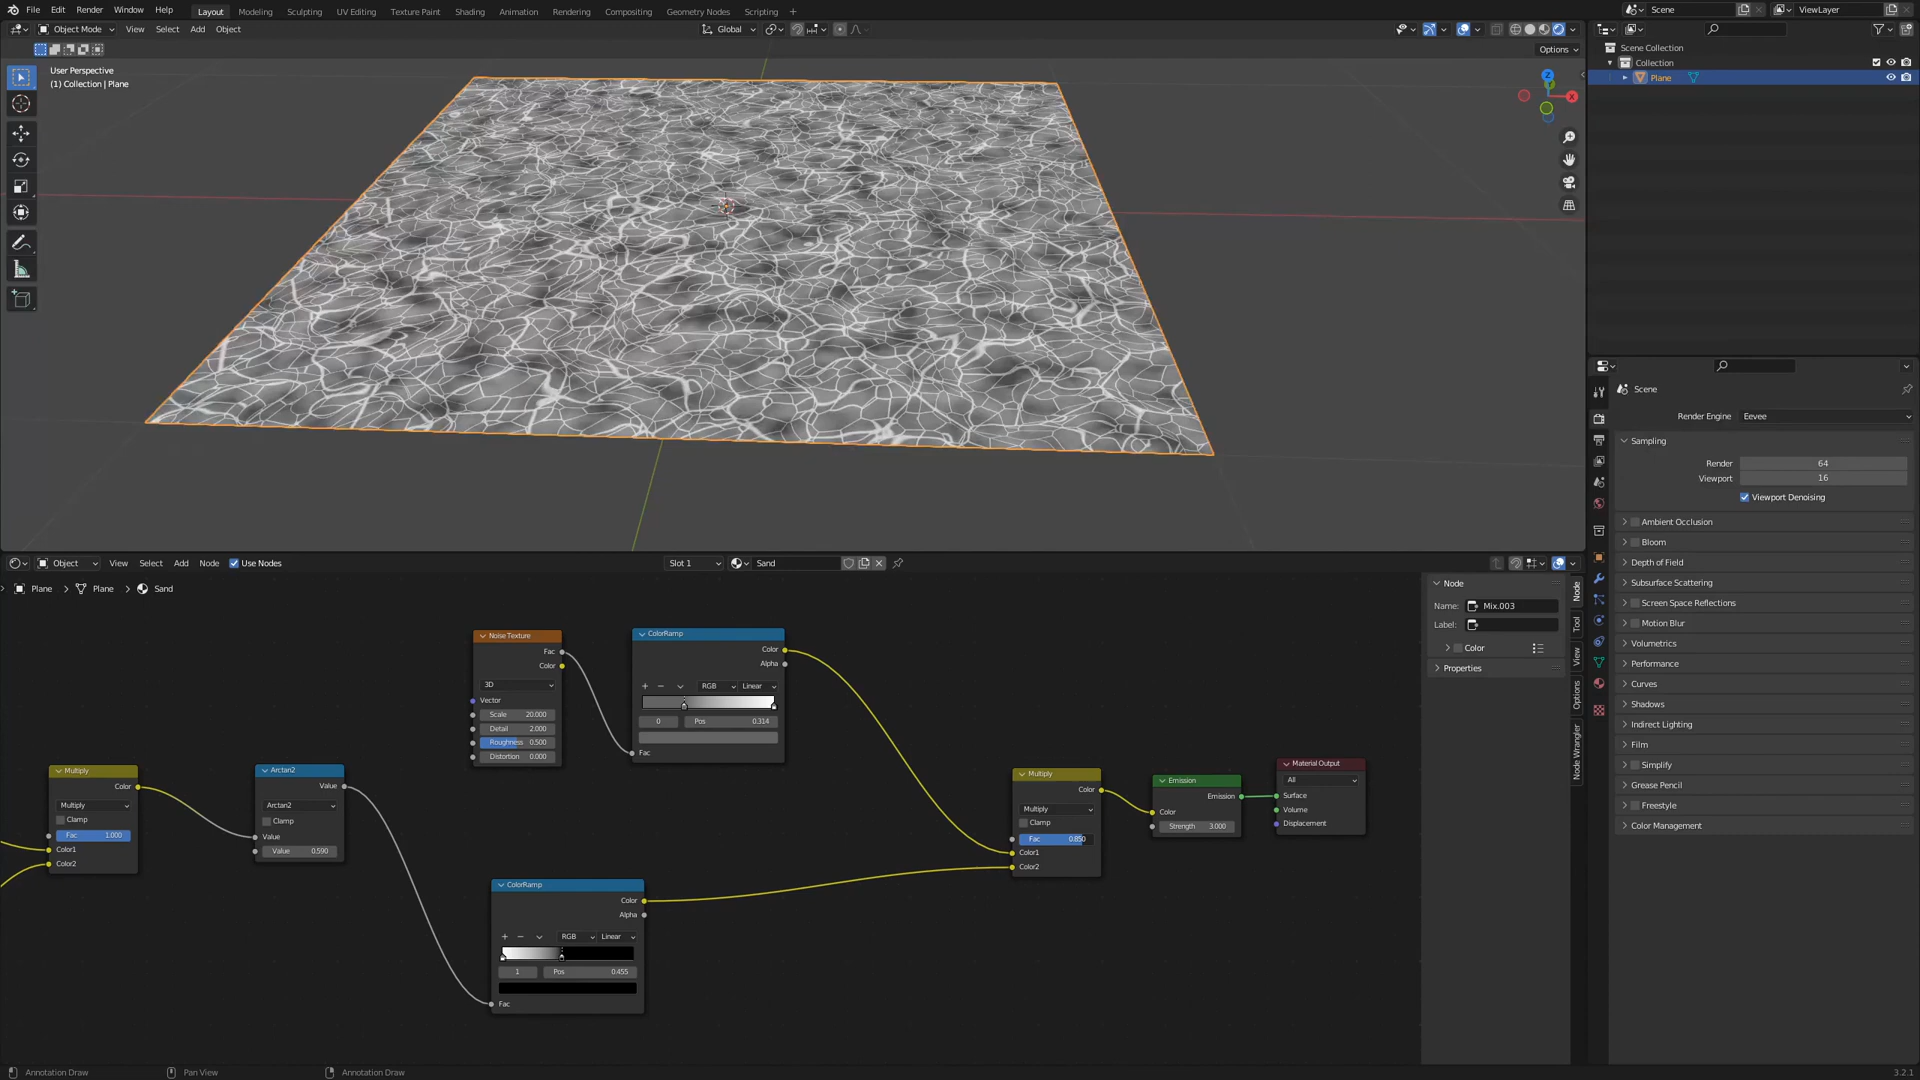 File Edit Render Window Help Layout Modeling Sculpting UV Editing Texture Paint Shading Animation Rendering Compositing Geometry Nodes Scripting + Scene ViewLayer
Object Mode View Select Add Object Global
Options
User Perspective
(1) Collection | Plane
Scene Collection
Collection
Plane
Scene
Render Engine Eevee
Sampling
Render 64
Viewport 16
Viewport Denoising
Ambient Occlusion
Bloom
Depth of Field
Subsurface Scattering
Screen Space Reflections
Motion Blur
Volumetrics
Performance
Curves
Shadows
Indirect Lighting
Film
Simplify
Grease Pencil
Freestyle
Color Management
Object View Select Add Node Use Nodes Slot 1 Sand
Plane > Plane > Sand
Multiply
Color
Multiply
Clamp
Fac 1.000
Color1
Color2
Arctan2
Value
Arctan2
Clamp
Value
Value 0.590
Noise Texture
Fac
Color
3D
Vector
Scale 20.000
Detail 2.000
Roughness 0.500
Distortion 0.000
ColorRamp
Color
Alpha
RGB Linear
0 Pos 0.314
Fac
ColorRamp
Color
Alpha
RGB Linear
1 Pos 0.455
Fac
Multiply
Color
Multiply
Clamp
Fac 0.850
Color1
Color2
Emission
Emission
Color
Strength 3.000
Material Output
All
Surface
Volume
Displacement
Node
Name: Mix.003
Label:
Color
Properties
Node
Tool
View
Options
Node Wrangler
Annotation Draw Pan View Annotation Draw 3.2.1